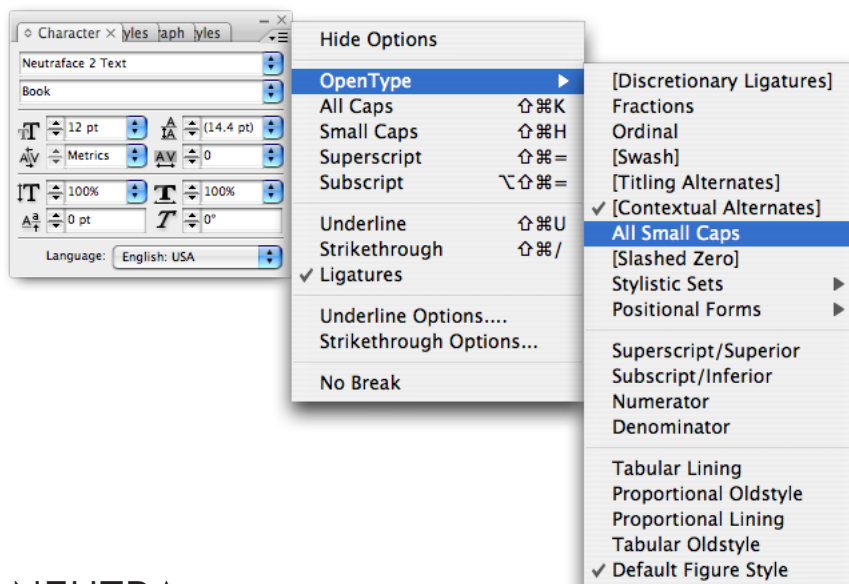 Character × yles aph yles
Neutraface 2 Text
Book
12 pt (14.4 pt)
Metrics 0
100% 100%
0 pt 0°
Language: English: USA
Hide Options
OpenType
All Caps ⇧⌘K
Small Caps ⇧⌘H
Superscript ⇧⌘=
Subscript ⌥⇧⌘=
Underline ⇧⌘U
Strikethrough ⇧⌘/
✓ Ligatures
Underline Options....
Strikethrough Options...
No Break
[Discretionary Ligatures]
Fractions
Ordinal
[Swash]
[Titling Alternates]
✓ [Contextual Alternates]
All Small Caps
[Slashed Zero]
Stylistic Sets
Positional Forms
Superscript/Superior
Subscript/Inferior
Numerator
Denominator
Tabular Lining
Proportional Oldstyle
Proportional Lining
Tabular Oldstyle
✓ Default Figure Style